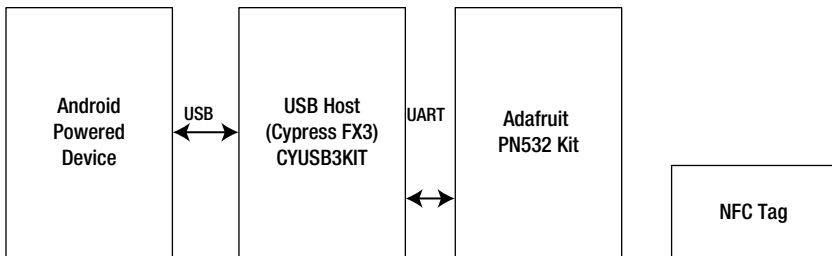 Android
Powered
Device
USB
USB Host
(Cypress FX3)
CYUSB3KIT
UART
Adafruit
PN532 Kit
NFC Tag